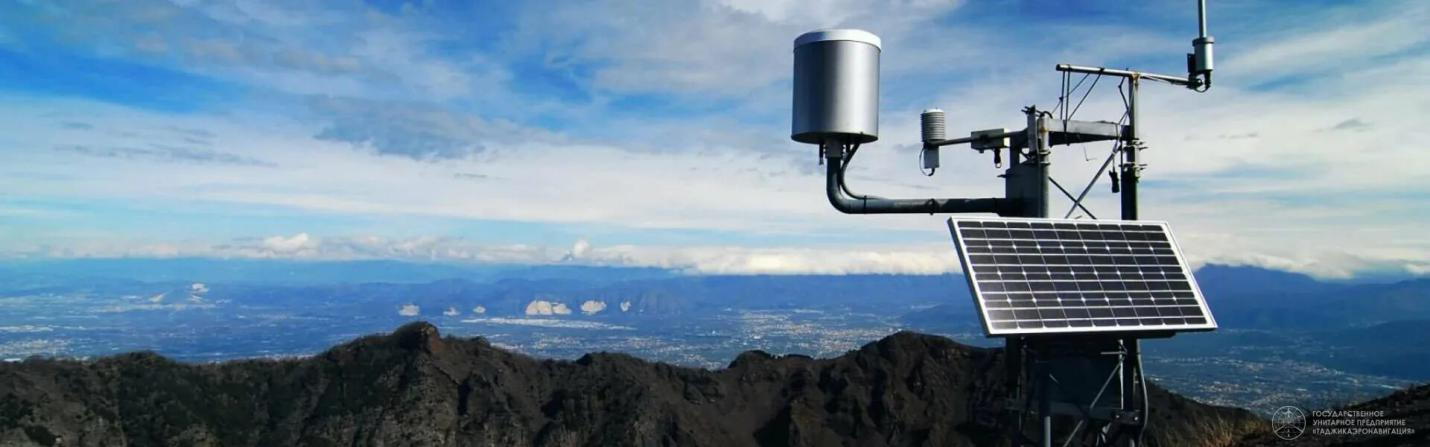 ГОСУДАРСТВЕННОЕ
УНИТАРНОЕ ПРЕДПРИЯТИЕ
«ТАДЖИКАЭРОНАВИГАЦИЯ»